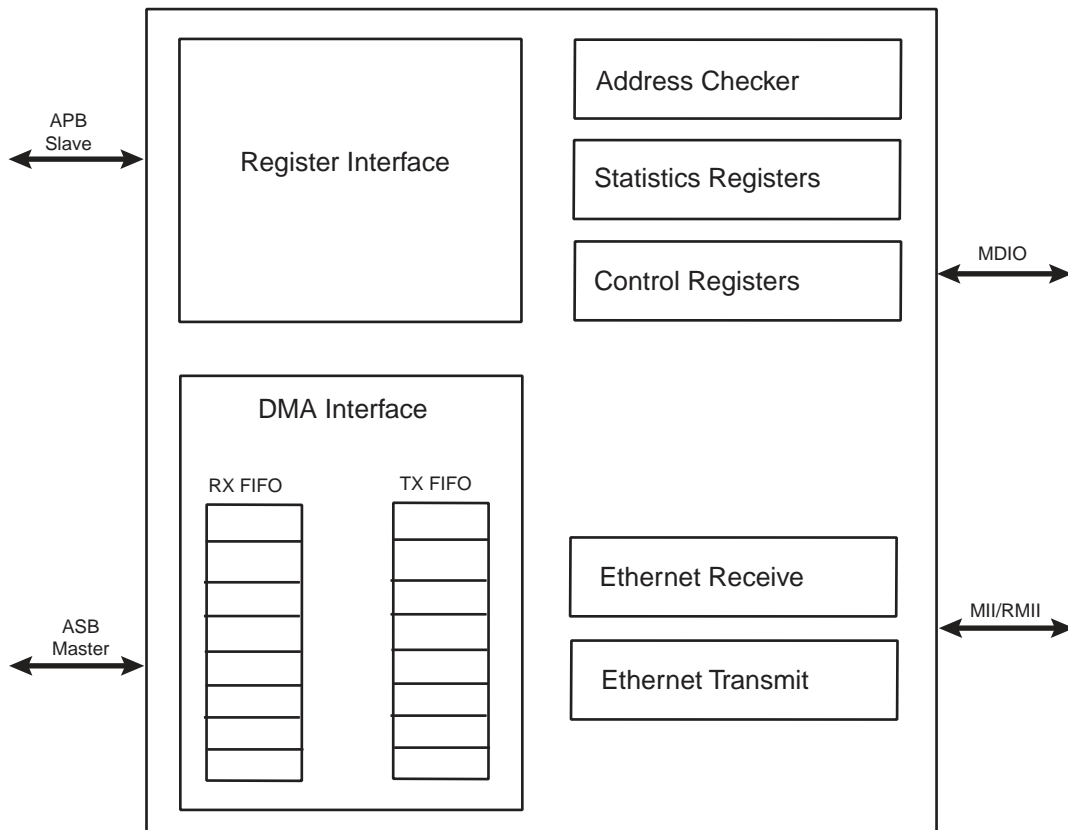 APB
Slave
Register Interface
Address Checker
Statistics Registers
Control Registers
MDIO
DMA Interface
RX FIFO
TX FIFO
ASB
Master
Ethernet Receive
Ethernet Transmit
MII/RMII